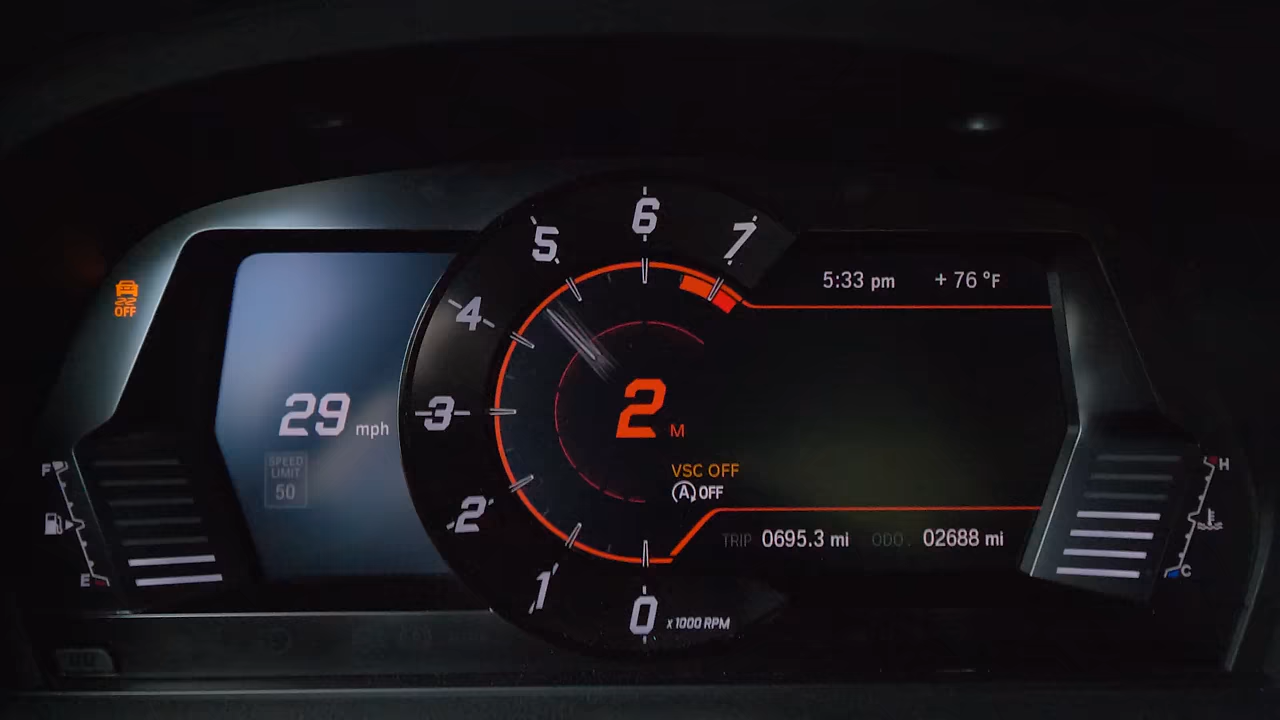 5:33 pm + 76 °F
7
6
5
4
3
2
1
0 x 1000 RPM
OFF
29 mph
SPEED
LIMIT
50
2 M
VSC OFF
A OFF
TRIP 0695.3 mi ODO. 02688 mi
F
E
H
C